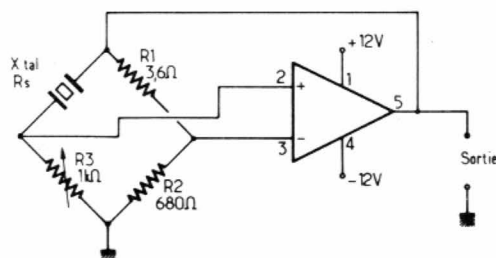 X tal
Rs
R1
3,6Ω
R3
1kΩ
R2
680Ω
2
+
3
−
+12V
1
5
4
−12V
Sortie